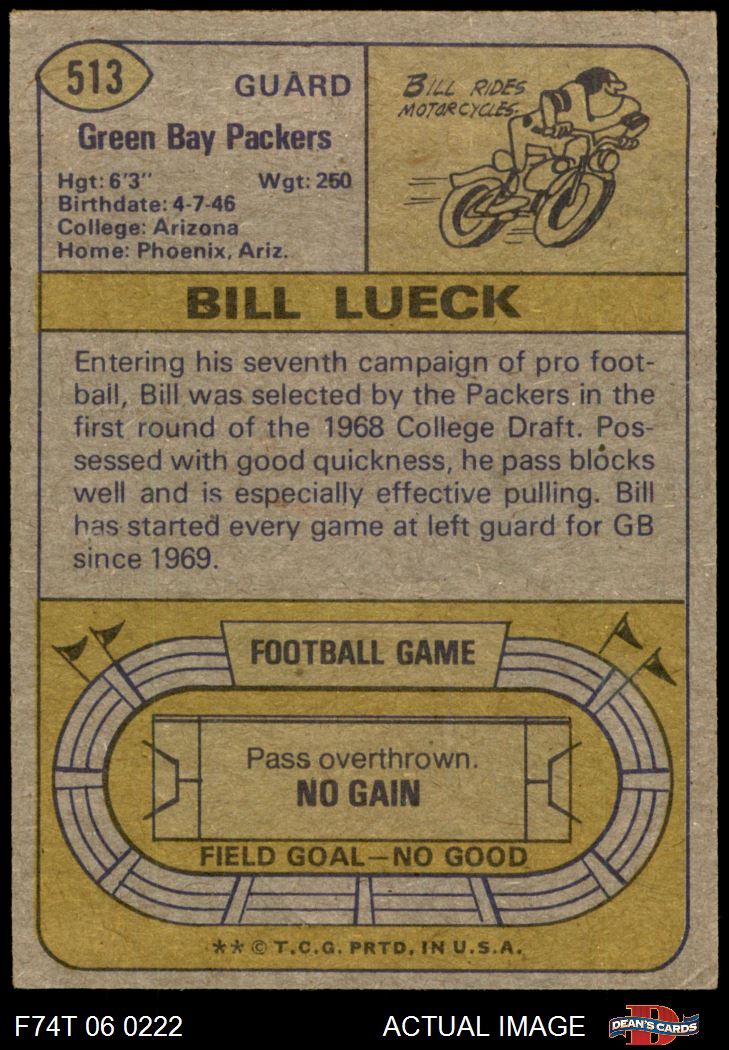 513
GUARD
Green Bay Packers
Hgt: 6'3" Wgt: 250
Birthdate: 4-7-46
College: Arizona
Home: Phoenix, Ariz.
BILL RIDES
MOTORCYCLES.
BILL LUECK
Entering his seventh campaign of pro foot-
ball, Bill was selected by the Packers in the
first round of the 1968 College Draft. Pos-
sessed with good quickness, he pass blocks
well and is especially effective pulling. Bill
has started every game at left guard for GB
since 1969.
FOOTBALL GAME
Pass overthrown.
NO GAIN
FIELD GOAL—NO GOOD
** © T.C.G. PRTD. IN U.S.A.
F74T 06 0222 ACTUAL IMAGE
D
DEAN'S CARDS